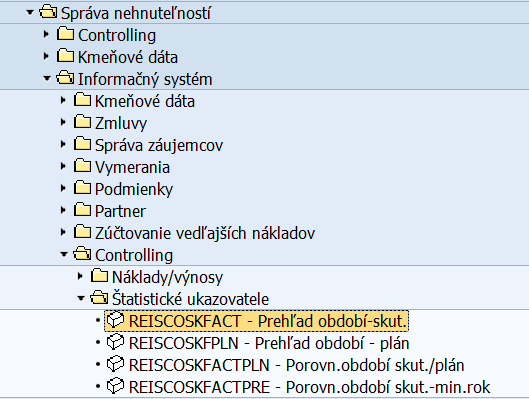 Správa nehnuteľností
Controlling
Kmeňové dáta
Informačný systém
Kmeňové dáta
Zmluvy
Správa záujemcov
Vymerania
Podmienky
Partner
Zúčtovanie vedľajších nákladov
Controlling
Náklady/výnosy
Štatistické ukazovatele
REISCOSKFACT - Prehľad období-skut.
REISCOSKFPLN - Prehľad období - plán
REISCOSKFACTPLN - Porovn.období skut./plán
REISCOSKFACTPRE - Porovn.období skut.-min.rok